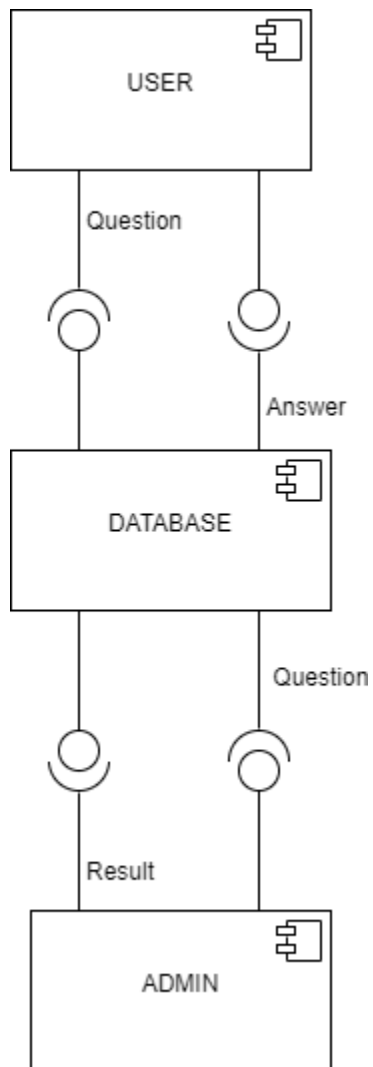 USER
Question
Answer
DATABASE
Question
Result
ADMIN